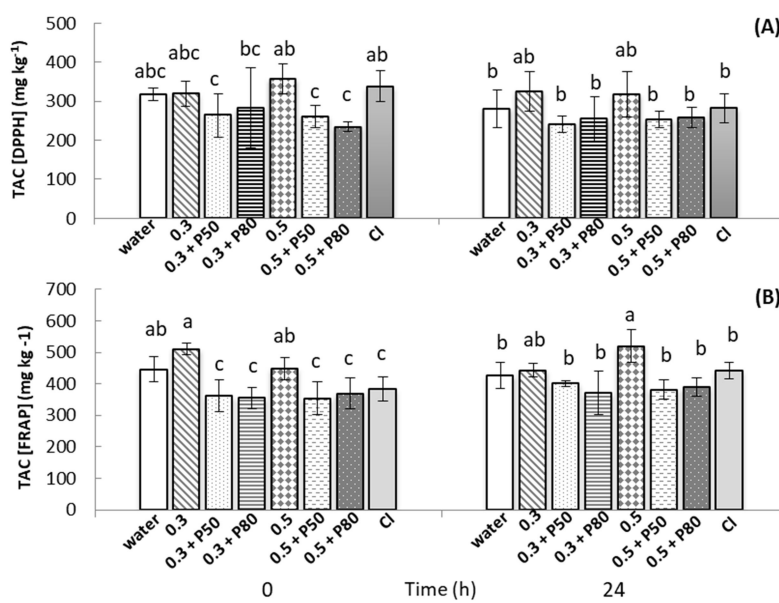 (A)
TAC [DPPH] (mg kg-1)
500
400
300
200
100
0
abc abc c bc ab c c ab
b ab b b ab b b b
water 0.3 0.3 + P50 0.3 + P80 0.5 0.5 + P50 0.5 + P80 Cl
water 0.3 0.3 + P50 0.3 + P80 0.5 0.5 + P50 0.5 + P80 Cl
(B)
TAC [FRAP] (mg kg -1)
700
600
500
400
300
200
100
0
ab a c c ab c c c
b ab b b a b b b
water 0.3 0.3 + P50 0.3 + P80 0.5 0.5 + P50 0.5 + P80 Cl
water 0.3 0.3 + P50 0.3 + P80 0.5 0.5 + P50 0.5 + P80 Cl
0 Time (h) 24